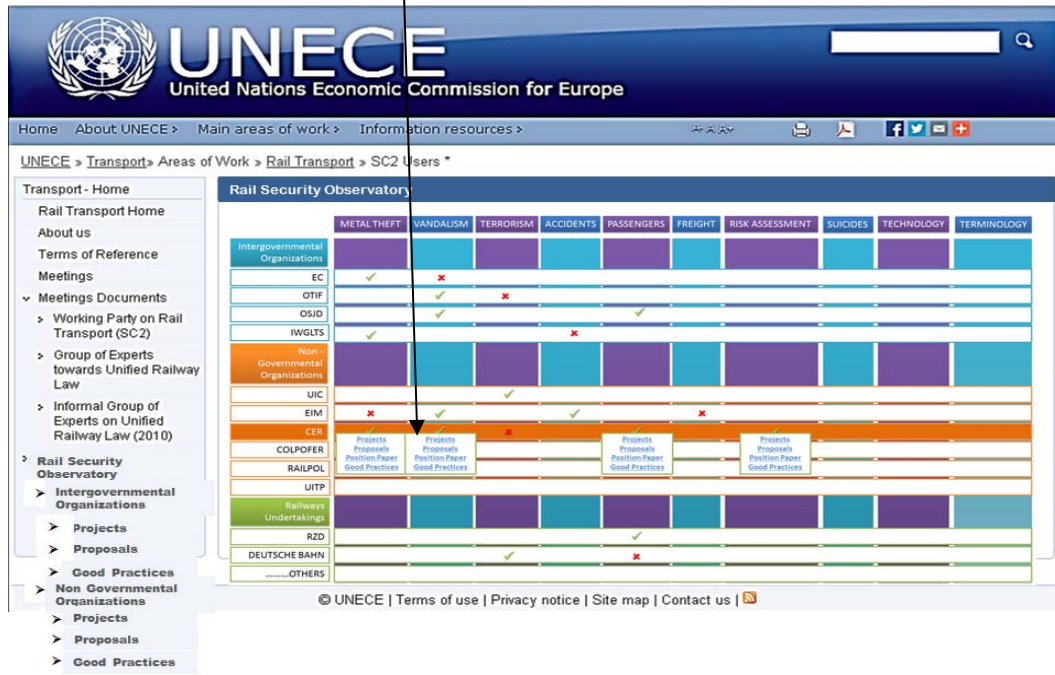 UNECE
United Nations Economic Commission for Europe
Home About UNECE > Main areas of work > Information resources > A- A A+
UNECE » Transport» Areas of Work » Rail Transport » SC2 Users *
Transport - Home
Rail Transport Home
About us
Terms of Reference
Meetings
Meetings Documents
Working Party on Rail
Transport (SC2)
Group of Experts
towards Unified Railway
Law
Informal Group of
Experts on Unified
Railway Law (2010)
Rail Security
Observatory
Intergovernmental
Organizations
Projects
Proposals
Good Practices
Non Governmental
Organizations
Projects
Proposals
Good Practices
Rail Security Observatory
METAL THEFT VANDALISM TERRORISM ACCIDENTS PASSENGERS FREIGHT RISK ASSESSMENT SUICIDES TECHNOLOGY TERMINOLOGY
Intergovernmental
Organizations
EC
OTIF
OSJD
IWGLTS
Non -
Governmental
Organizations
UIC
EIM
CER
COLPOFER
RAILPOL
UITP
Projects
Proposals
Position Paper
Good Practices
Projects
Proposals
Position Paper
Good Practices
Projects
Proposals
Position Paper
Good Practices
Projects
Proposals
Position Paper
Good Practices
Railways
Undertakings
RZD
DEUTSCHE BAHN
.........OTHERS
© UNECE | Terms of use | Privacy notice | Site map | Contact us |